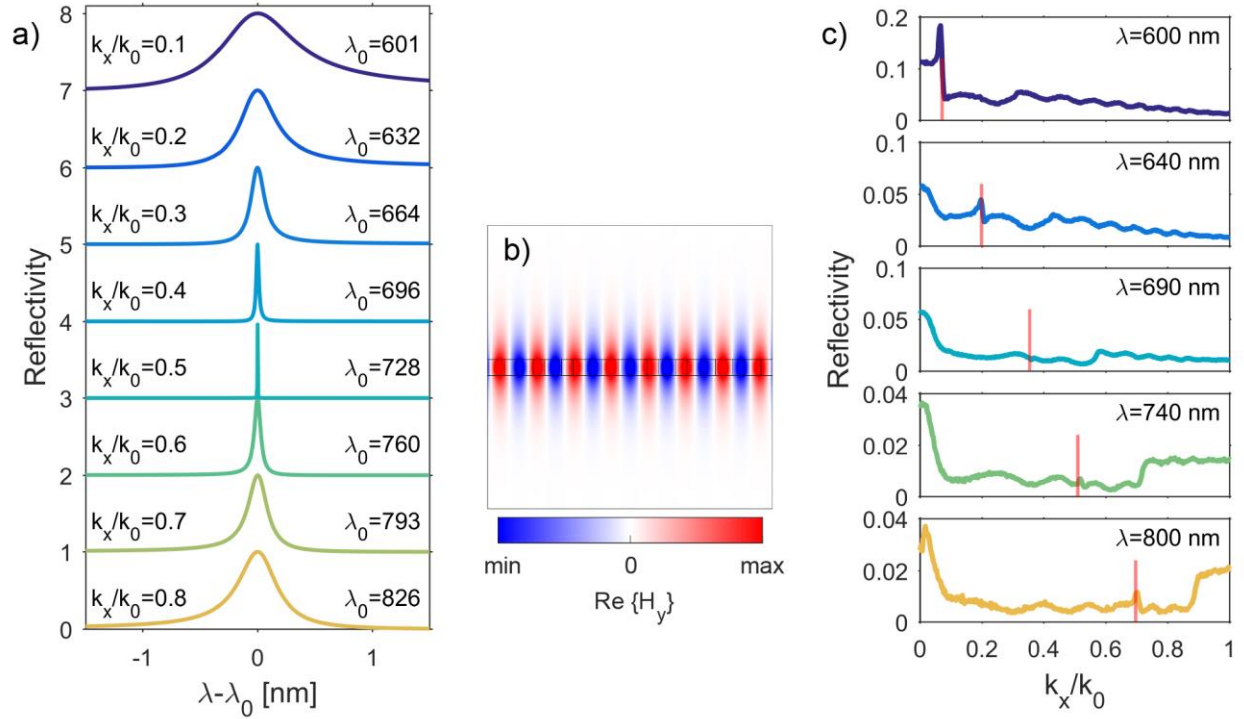 a)
Reflectivity
8
7
6
5
4
3
2
1
0
k_x/k_0=0.1 λ_0=601
k_x/k_0=0.2 λ_0=632
k_x/k_0=0.3 λ_0=664
k_x/k_0=0.4 λ_0=696
k_x/k_0=0.5 λ_0=728
k_x/k_0=0.6 λ_0=760
k_x/k_0=0.7 λ_0=793
k_x/k_0=0.8 λ_0=826
-1 0 1
λ-λ_0 [nm]
b)
min 0 max
Re {H_y}
c)
Reflectivity
0.2
0.1
0
λ=600 nm
0.1
0.05
0
λ=640 nm
0.1
0.05
0
λ=690 nm
0.04
0.02
0
λ=740 nm
0.04
0.02
0
λ=800 nm
0 0.2 0.4 0.6 0.8 1
k_x/k_0